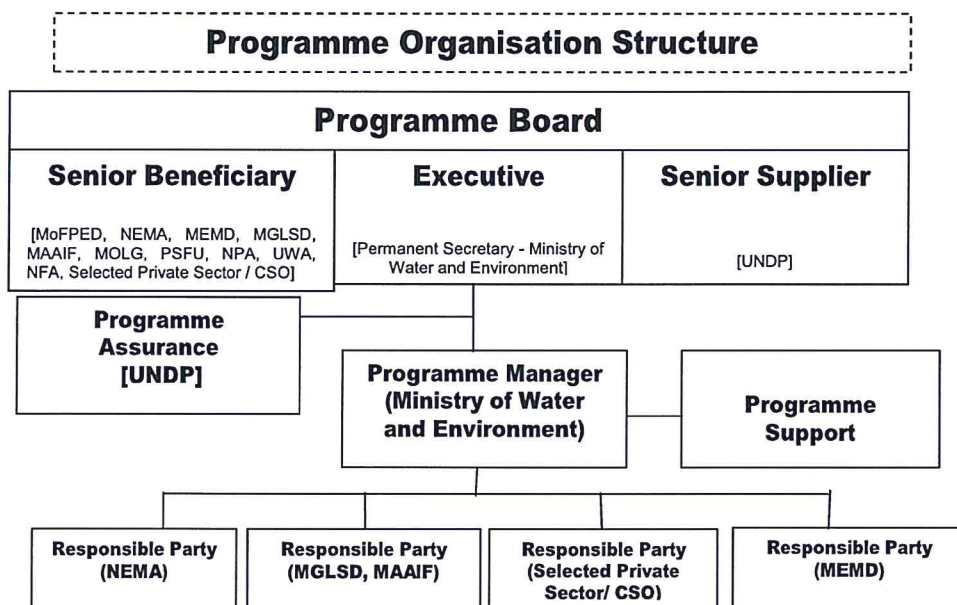 Programme Organisation Structure
Programme Board
Senior Beneficiary
[MoFPED, NEMA, MEMD, MGLSD,
MAAIF, MOLG, PSFU, NPA, UWA,
NFA, Selected Private Sector / CSO]
Executive
[Permanent Secretary - Ministry of
Water and Environment]
Senior Supplier
[UNDP]
Programme
Assurance
[UNDP]
Programme Manager
(Ministry of Water
and Environment)
Programme
Support
Responsible Party
(NEMA)
Responsible Party
(MGLSD, MAAIF)
Responsible Party
(Selected Private
Sector/ CSO)
Responsible Party
(MEMD)